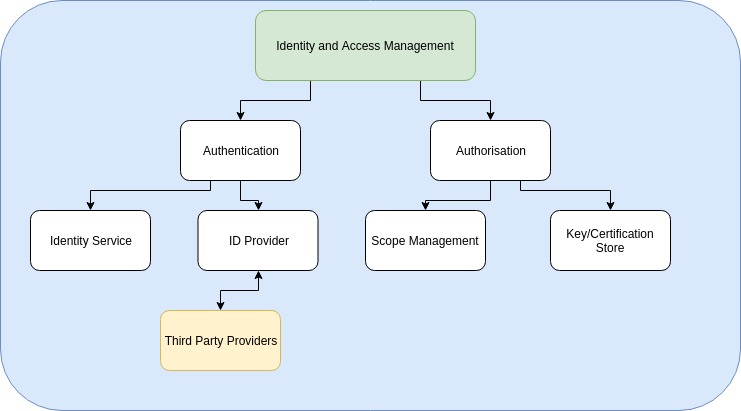 Identity and Access Management
Authentication
Authorisation
Identity Service
ID Provider
Scope Management
Key/Certification
Store
Third Party Providers